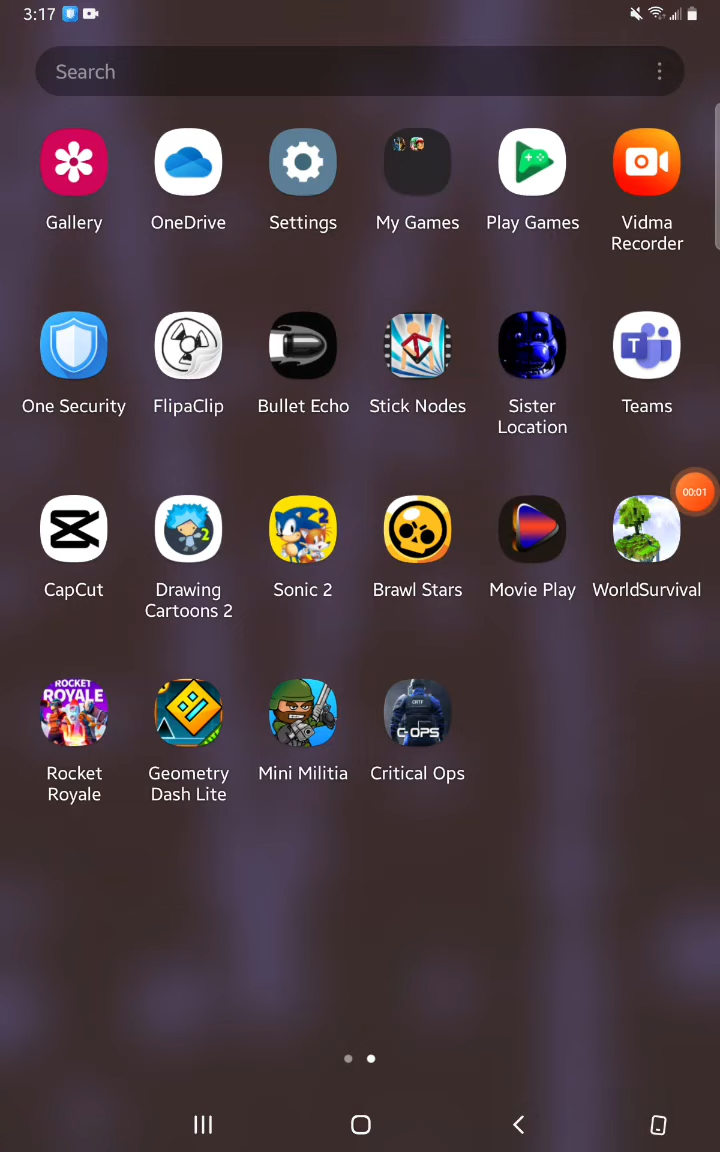 3:17
Search
Gallery
OneDrive
Settings
My Games
Play Games
Vidma
Recorder
One Security
FlipaClip
Bullet Echo
Stick Nodes
Sister
Location
T
Teams
00:01
CapCut
2
Drawing
Cartoons 2
2
Sonic 2
Brawl Stars
Movie Play
WorldSurvival
ROCKET
ROYALE
Rocket
Royale
Geometry
Dash Lite
Mini Militia
C-OPS
Critical Ops